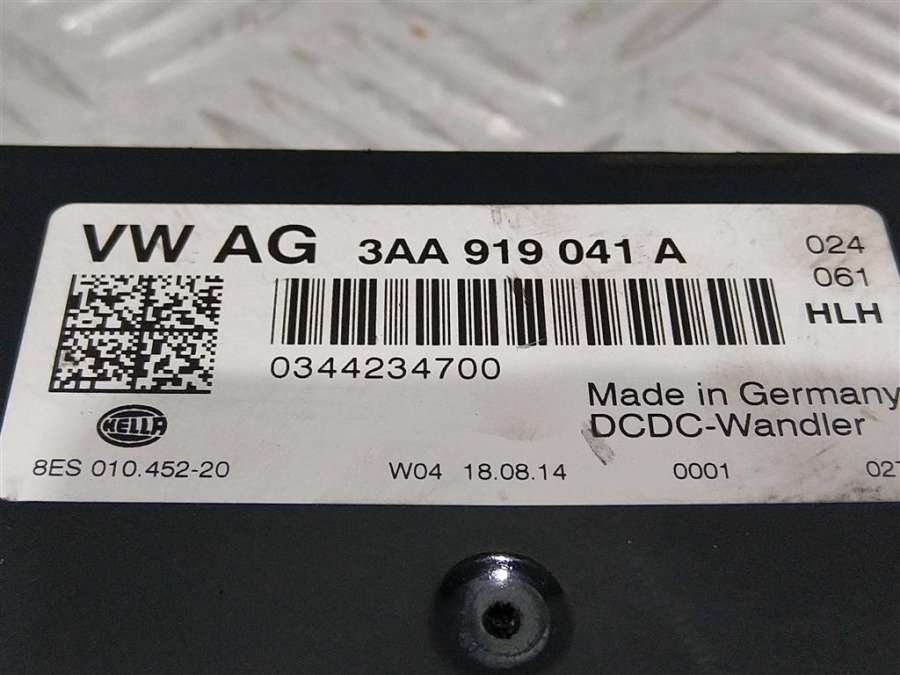 VW AG 3AA 919 041 A
024
061
HLH
0344234700
Made in Germany
DCDC-Wandler
HELLA
8ES 010.452-20 W04 18.08.14 0001 027